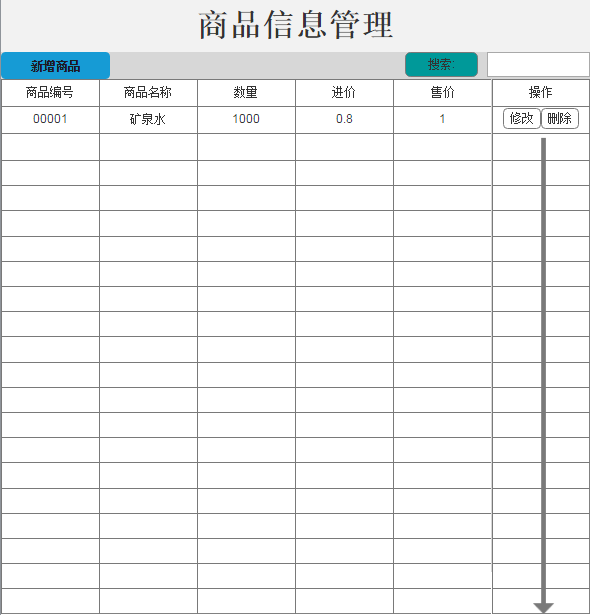 商品信息管理
新增商品 搜索:
商品编号 商品名称 数量 进价 售价 操作
00001 矿泉水 1000 0.8 1 修改 删除